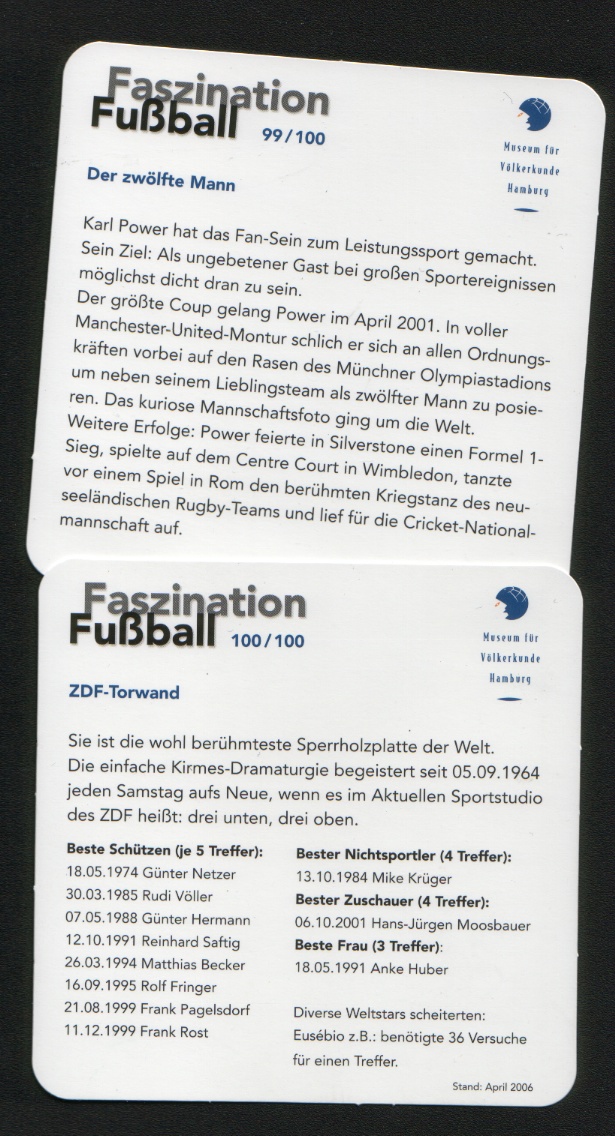 Faszination
Fußball 99/100
Museum für
Völkerkunde
Hamburg
Der zwölfte Mann
Karl Power hat das Fan-Sein zum Leistungssport gemacht.
Sein Ziel: Als ungebetener Gast bei großen Sportereignissen
möglichst dicht dran zu sein.
Der größte Coup gelang Power im April 2001. In voller
Manchester-United-Montur schlich er sich an allen Ordnungs-
kräften vorbei auf den Rasen des Münchner Olympiastadions
um neben seinem Lieblingsteam als zwölfter Mann zu posie-
ren. Das kuriose Mannschaftsfoto ging um die Welt.
Weitere Erfolge: Power feierte in Silverstone einen Formel 1-
Sieg, spielte auf dem Centre Court in Wimbledon, tanzte
vor einem Spiel in Rom den berühmten Kriegstanz des neu-
seeländischen Rugby-Teams und lief für die Cricket-National-
mannschaft auf.
Faszination
Fußball 100/100
Museum für
Völkerkunde
Hamburg
ZDF-Torwand
Sie ist die wohl berühmteste Sperrholzplatte der Welt.
Die einfache Kirmes-Dramaturgie begeistert seit 05.09.1964
jeden Samstag aufs Neue, wenn es im Aktuellen Sportstudio
des ZDF heißt: drei unten, drei oben.
Beste Schützen (je 5 Treffer):
18.05.1974 Günter Netzer
30.03.1985 Rudi Völler
07.05.1988 Günter Hermann
12.10.1991 Reinhard Saftig
26.03.1994 Matthias Becker
16.09.1995 Rolf Fringer
21.08.1999 Frank Pagelsdorf
11.12.1999 Frank Rost
Bester Nichtsportler (4 Treffer):
13.10.1984 Mike Krüger
Bester Zuschauer (4 Treffer):
06.10.2001 Hans-Jürgen Moosbauer
Beste Frau (3 Treffer):
18.05.1991 Anke Huber
Diverse Weltstars scheiterten:
Eusébio z.B.: benötigte 36 Versuche
für einen Treffer.
Stand: April 2006